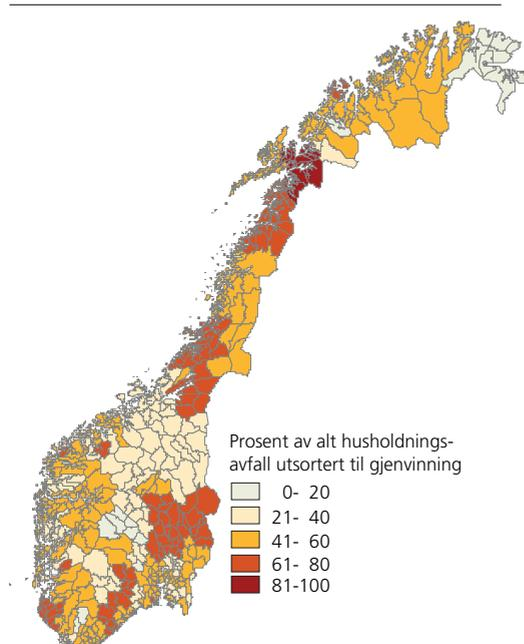 Prosent av alt husholdnings-
avfall utsortert til gjenvinning
0- 20
21- 40
41- 60
61- 80
81-100